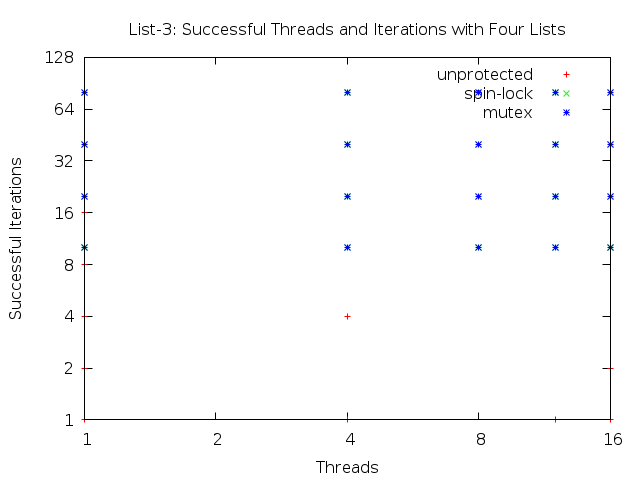 List-3: Successful Threads and Iterations with Four Lists
128
64
32
16
8
4
2
1
Successful Iterations
unprotected
spin-lock
mutex
1 2 4 8 16
Threads